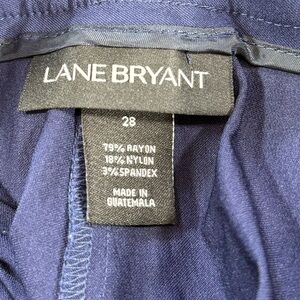 LANE BRYANT
28
79% RAYON
18% NYLON
3% SPANDEX
MADE IN
GUATEMALA